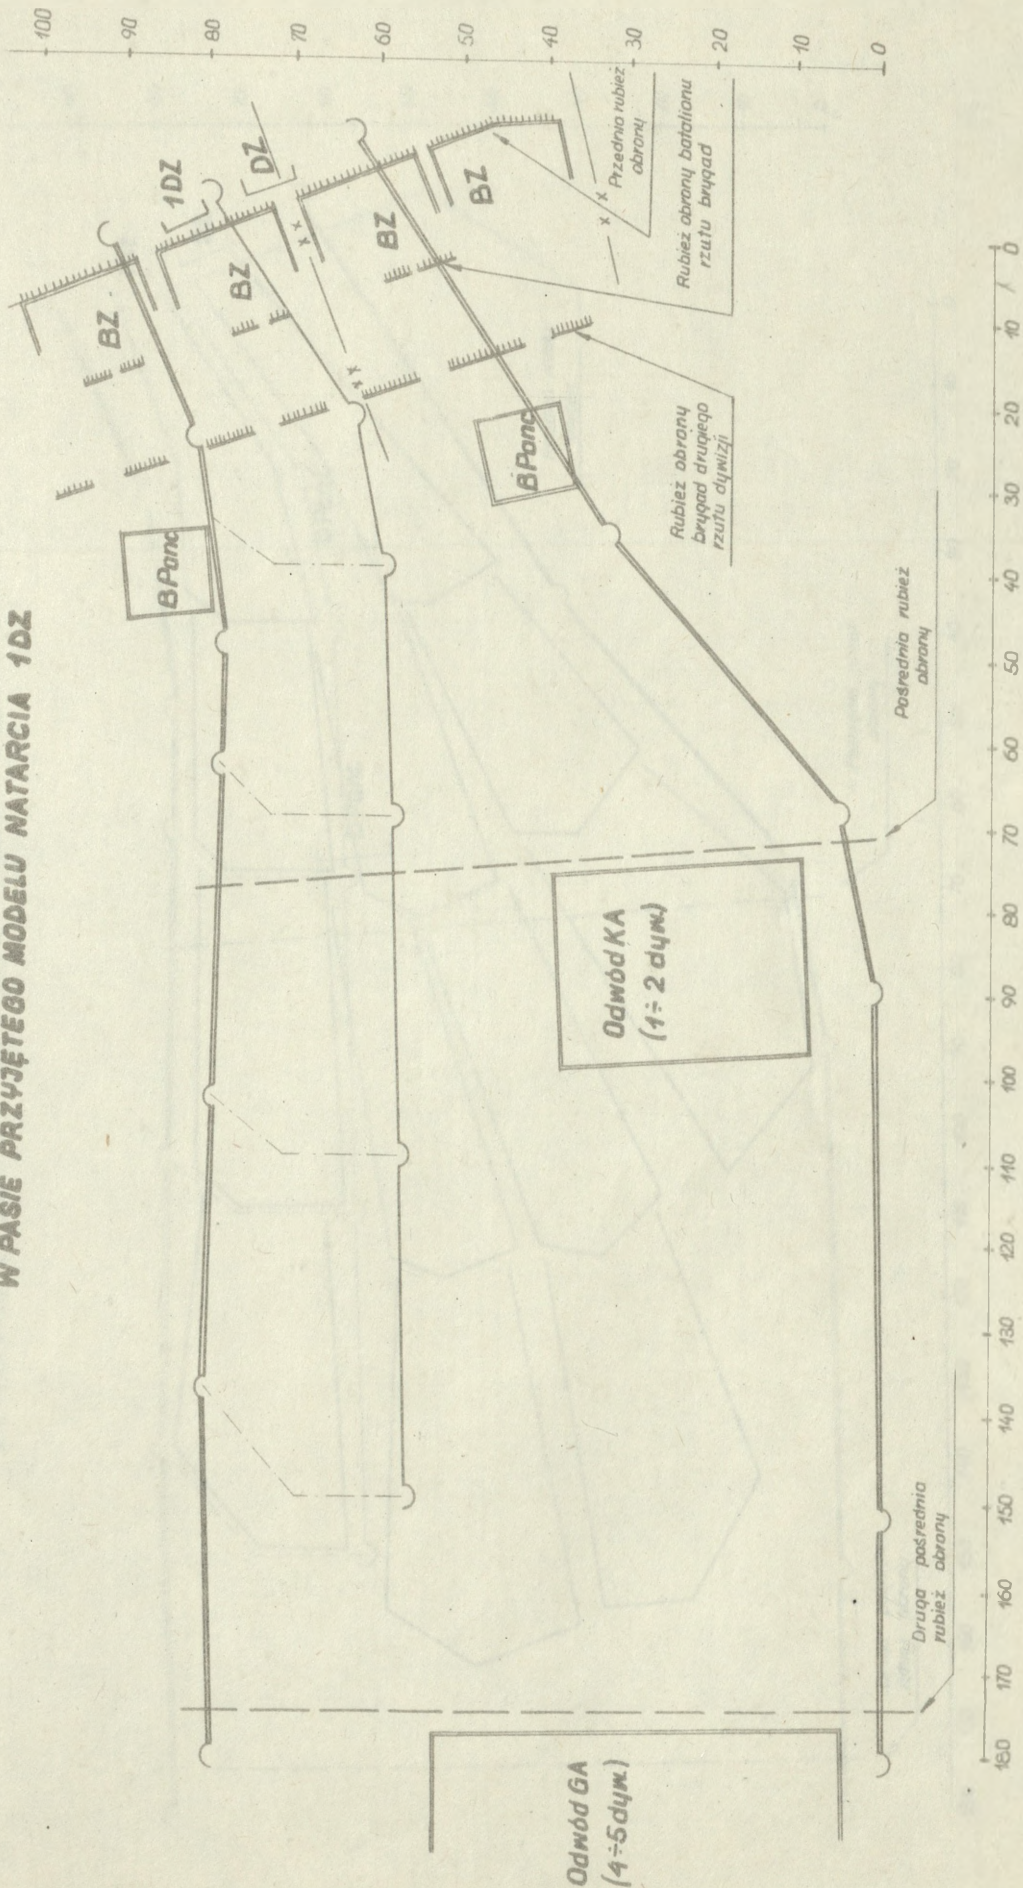 W PASIE PRZYJĘTEGO MODELU NATARCIA 1DZ
100
90
80
70
60
50
40
30
20
10
0
1DZ
DZ
BZ
BZ
BZ
BZ
x x
x x
x x
Przednia rubież
obrony
Rubież obrony batalionu
rzutu brygad
Rubież obrony
brygad drugiego
rzutu dywizji
B Panc
B Panc
Pośrednia rubież
obrony
Odwód KA
(1÷2 dyw.)
Druga pośrednia
rubież obrony
Odwód GA
(4÷5 dyw.)
180
170
160
150
140
130
120
110
100
90
80
70
60
50
40
30
20
10
0